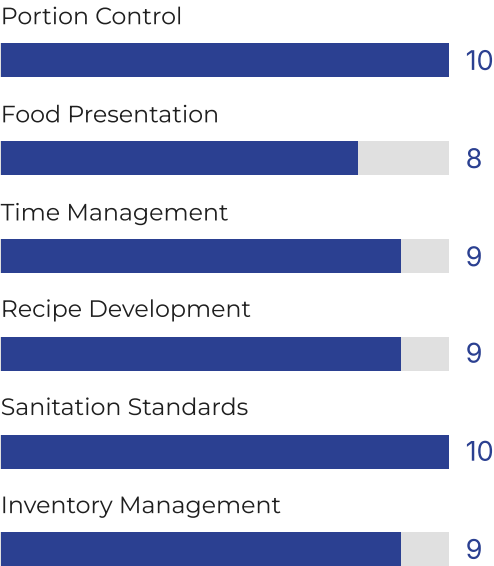 Portion Control
10
Food Presentation
8
Time Management
9
Recipe Development
9
Sanitation Standards
10
Inventory Management
9